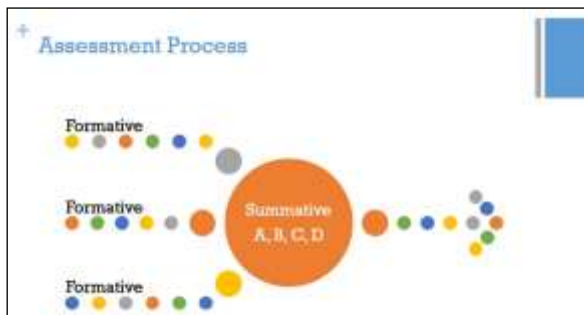 +
Assessment Process
Formative
Formative
Summative
A, B, C, D
Formative